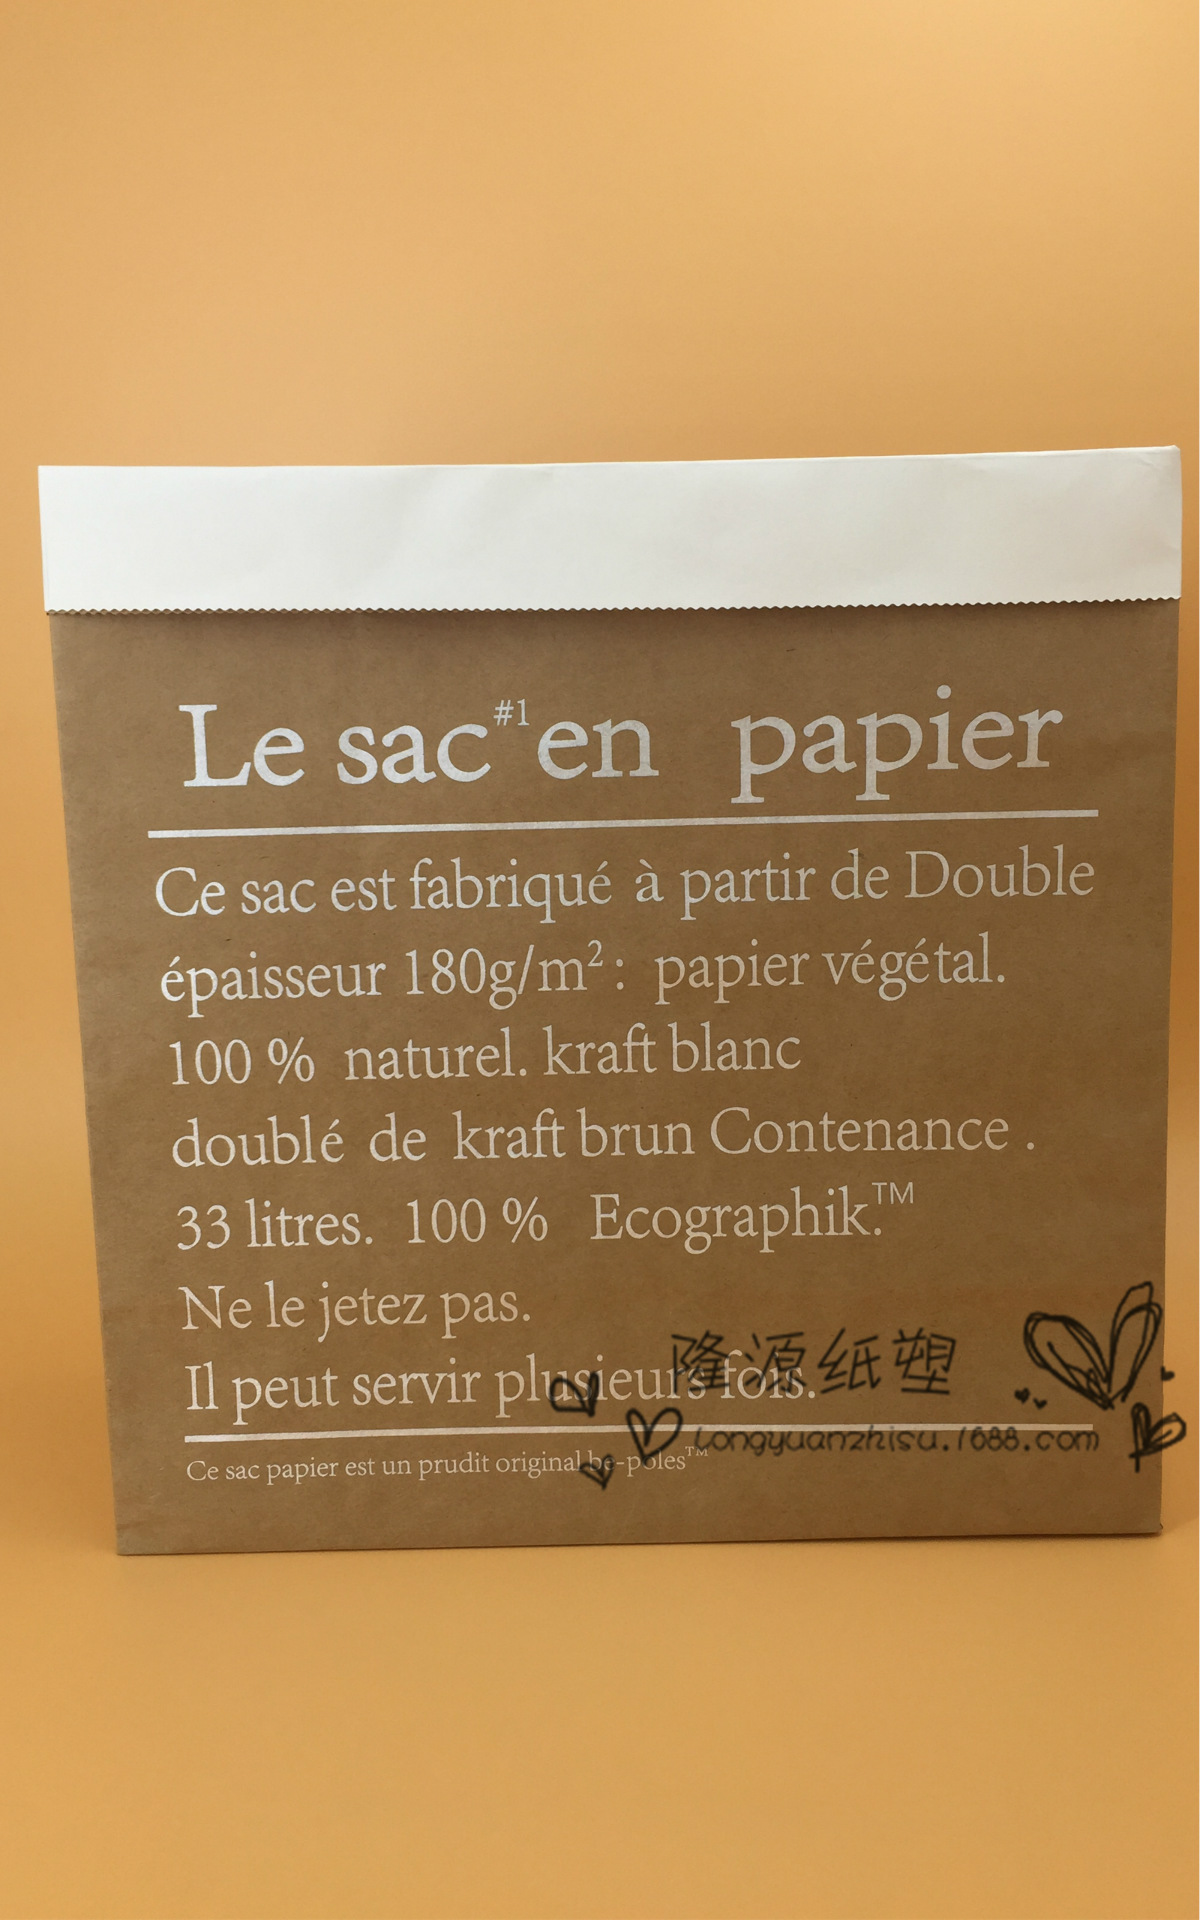 Le sac #1 en papier
Ce sac est fabriqué à partir de Double
épaisseur 180g/m² : papier végétal.
100 % naturel. kraft blanc
doublé de kraft brun Contenance .
33 litres. 100 % Ecographik.™
Ne le jetez pas.
Il peut servir plusieurs fois.
隆源纸塑
longyuanzhisu.1688.com
Ce sac papier est un prudit original be-poles™